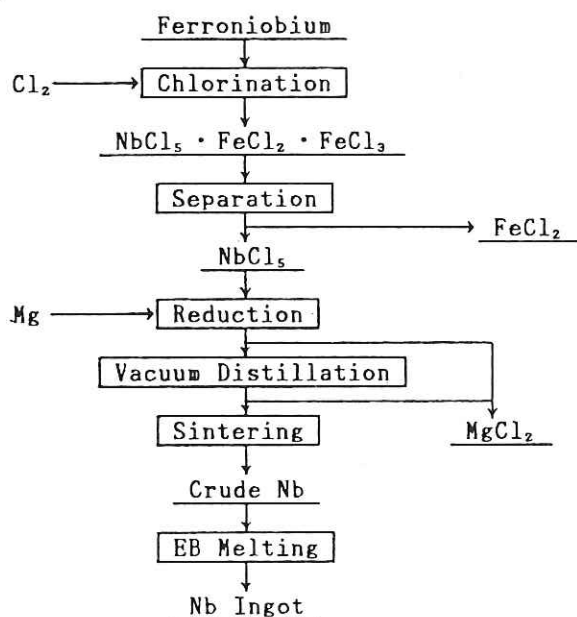 Ferroniobium
Cl₂
Chlorination
NbCl₅ · FeCl₂ · FeCl₃
Separation
FeCl₂
NbCl₅
Mg
Reduction
Vacuum Distillation
Sintering
MgCl₂
Crude Nb
EB Melting
Nb Ingot